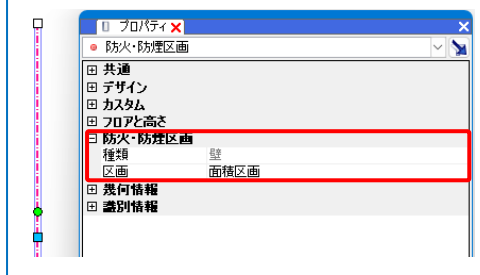 プロパティ
防火・防煙区画
共通
デザイン
カスタム
フロアと高さ
防火・防煙区画
種類 壁
区画 面積区画
幾何情報
識別情報